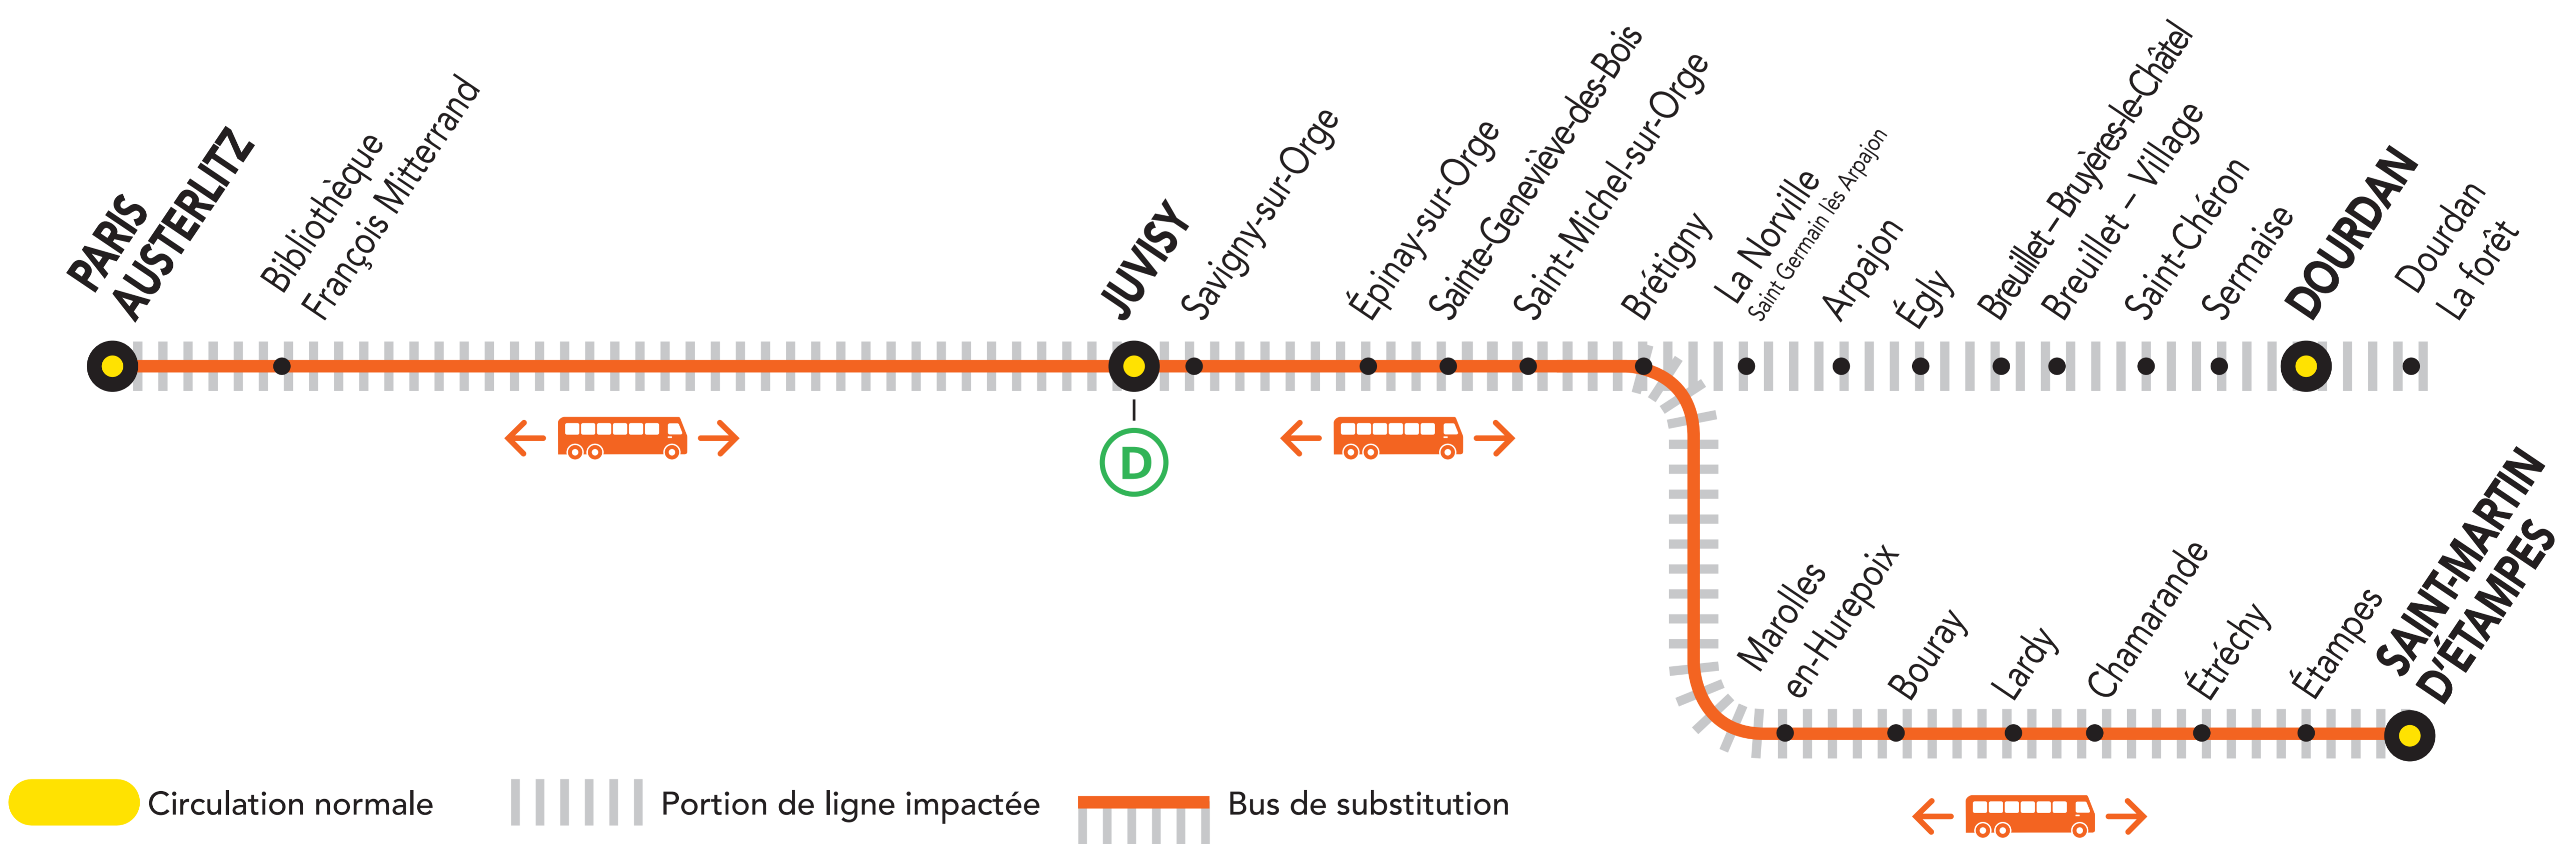 PARIS
AUSTERLITZ
Bibliothèque
François Mitterrand
JUVISY
Savigny-sur-Orge
Épinay-sur-Orge
Sainte-Geneviève-des-Bois
Saint-Michel-sur-Orge
Brétigny
La Norville
Saint Germain lès Arpajon
Arpajon
Égly
Breuillet – Bruyères-le-Châtel
Breuillet – Village
Saint-Chéron
Sermaise
DOURDAN
Dourdan
La forêt
D
Marolles
en-Hurepoix
Bouray
Lardy
Chamarande
Étréchy
Étampes
SAINT-MARTIN
D'ÉTAMPES
Circulation normale
Portion de ligne impactée
Bus de substitution